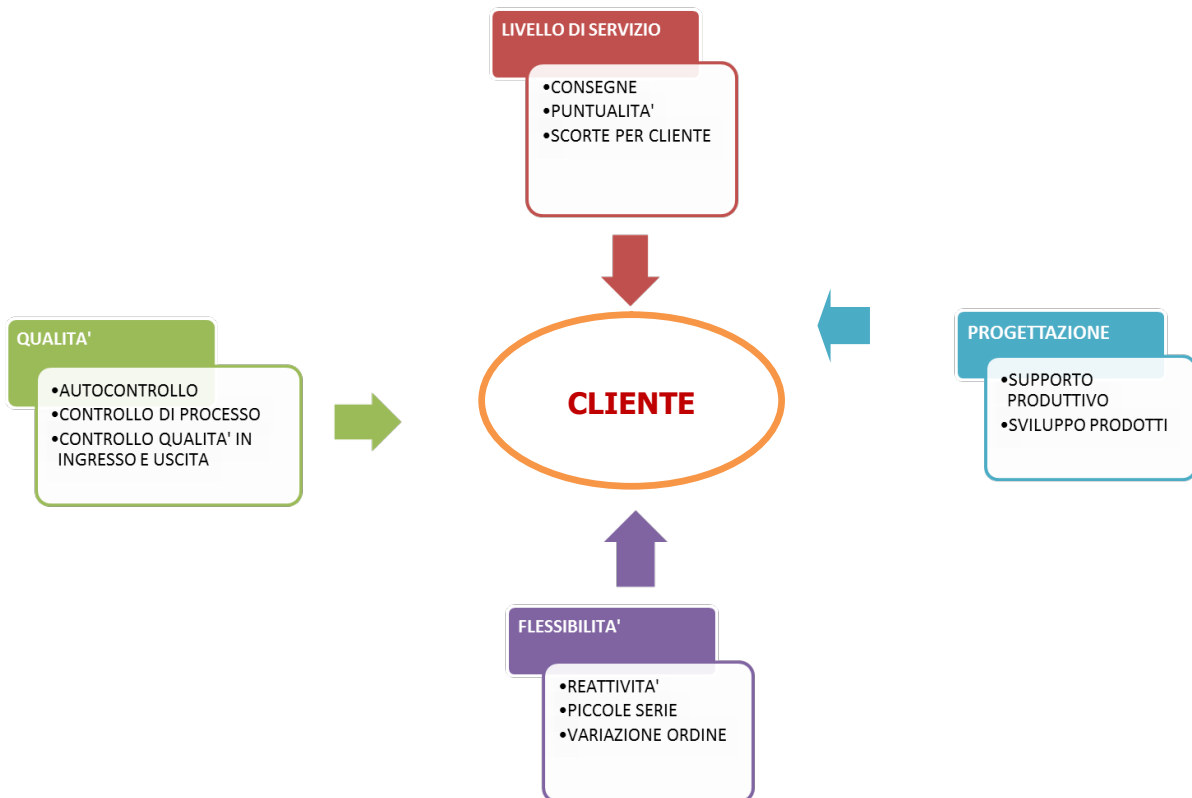 LIVELLO DI SERVIZIO
•CONSEGNE
•PUNTUALITA'
•SCORTE PER CLIENTE
QUALITA'
•AUTOCONTROLLO
•CONTROLLO DI PROCESSO
•CONTROLLO QUALITA' IN
INGRESSO E USCITA
CLIENTE
PROGETTAZIONE
•SUPPORTO
PRODUTTIVO
•SVILUPPO PRODOTTI
FLESSIBILITA'
•REATTIVITA'
•PICCOLE SERIE
•VARIAZIONE ORDINE